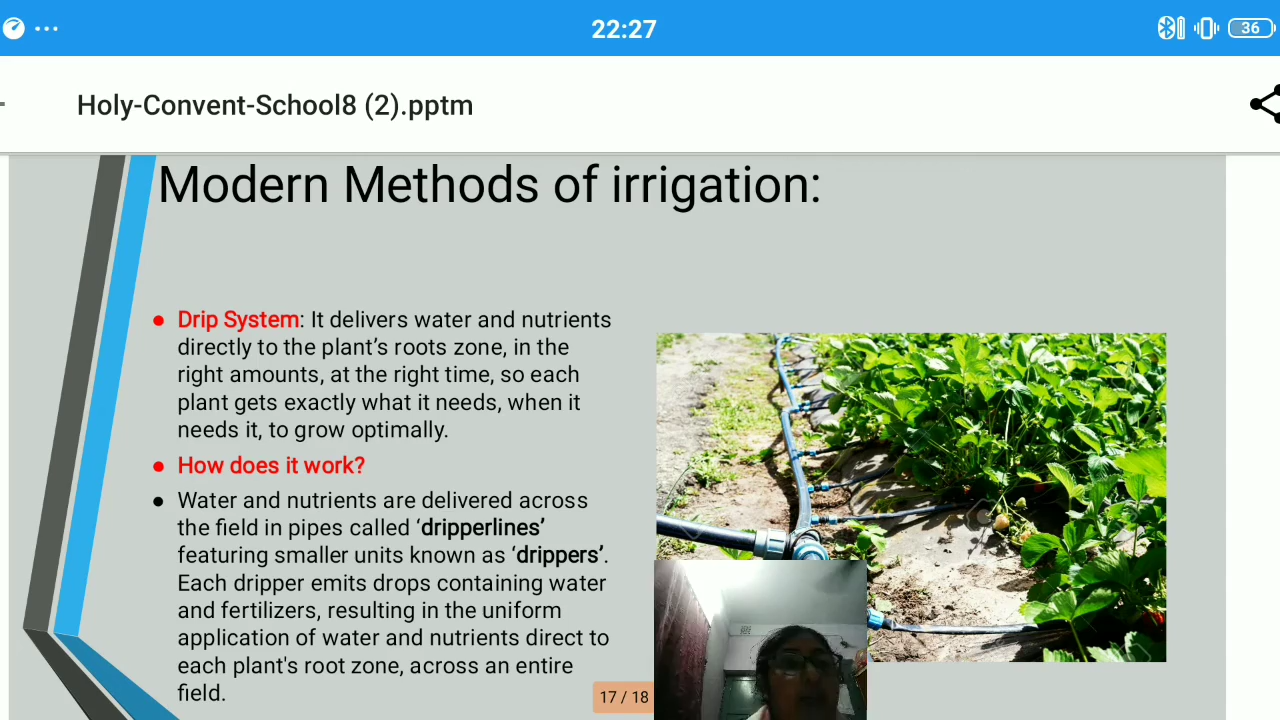 22:27
36
Holy-Convent-School8 (2).pptm
Modern Methods of irrigation:
Drip System: It delivers water and nutrients
directly to the plant’s roots zone, in the
right amounts, at the right time, so each
plant gets exactly what it needs, when it
needs it, to grow optimally.
How does it work?
Water and nutrients are delivered across
the field in pipes called ‘dripperlines’
featuring smaller units known as ‘drippers’.
Each dripper emits drops containing water
and fertilizers, resulting in the uniform
application of water and nutrients direct to
each plant's root zone, across an entire
field.
17 / 18